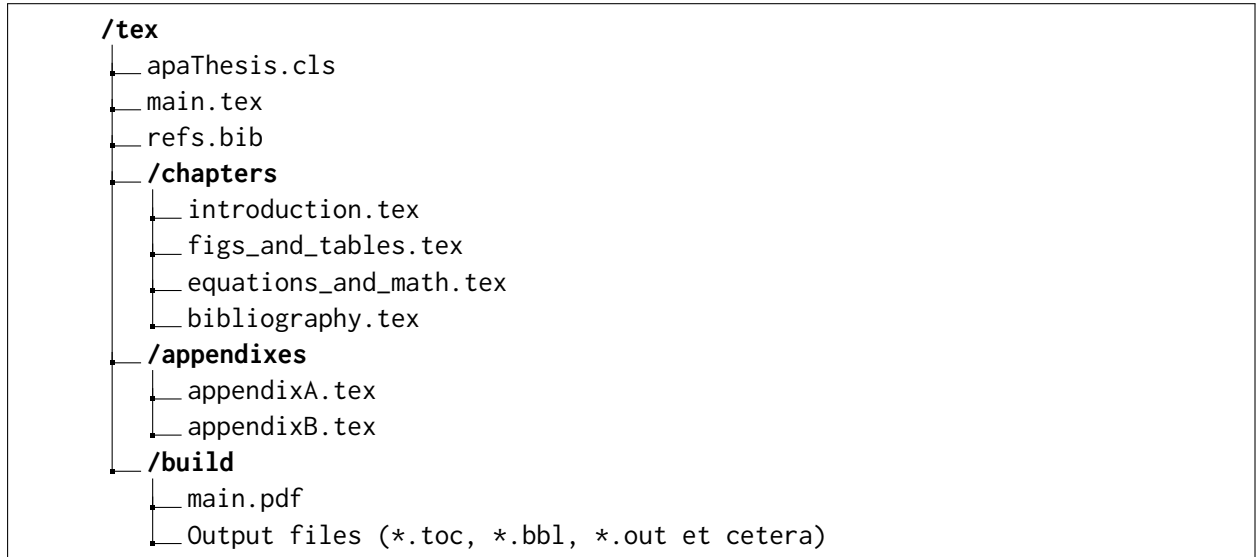 /tex
apaThesis.cls
main.tex
refs.bib
/chapters
introduction.tex
figs_and_tables.tex
equations_and_math.tex
bibliography.tex
/appendixes
appendixA.tex
appendixB.tex
/build
main.pdf
Output files (*.toc, *.bbl, *.out et cetera)